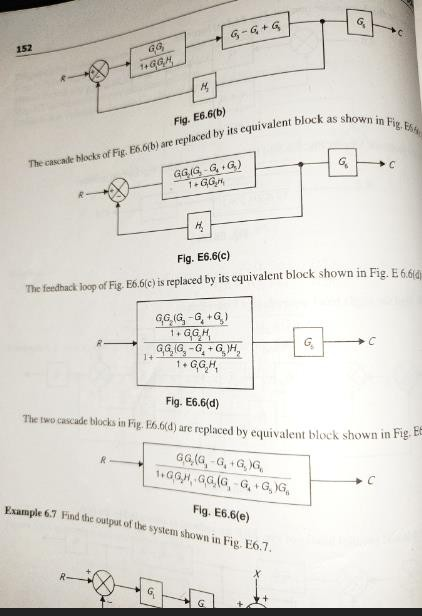 152
R
G₁G₂
1+G₁G₂H₁
G₃ - G₄ + G₅
G₆
C
H₂
Fig. E6.6(b)
The cascade blocks of Fig. E6.6(b) are replaced by its equivalent block as shown in Fig. E6.6
R
G₁G₂(G₃ - G₄ + G₅)
1 + G₁G₂H₁
G₆
C
H₂
Fig. E6.6(c)
The feedback loop of Fig. E6.6(c) is replaced by its equivalent block shown in Fig. E 6.6(d)
R
G₁G₂(G₃ - G₄ + G₅)
1 + G₁G₂H₁
1+
G₁G₂(G₃ - G₄ + G₅)H₂
1 + G₁G₂H₁
G₆
C
Fig. E6.6(d)
The two cascade blocks in Fig. E6.6(d) are replaced by equivalent block shown in Fig. E6
R
G₁G₂(G₃ - G₄ + G₅)G₆
1+G₁G₂H₁+G₁G₂(G₃ - G₄ + G₅)G₆
C
Fig. E6.6(e)
Example 6.7 Find the output of the system shown in Fig. E6.7.
R
+
-
G₁
G
X
+
+